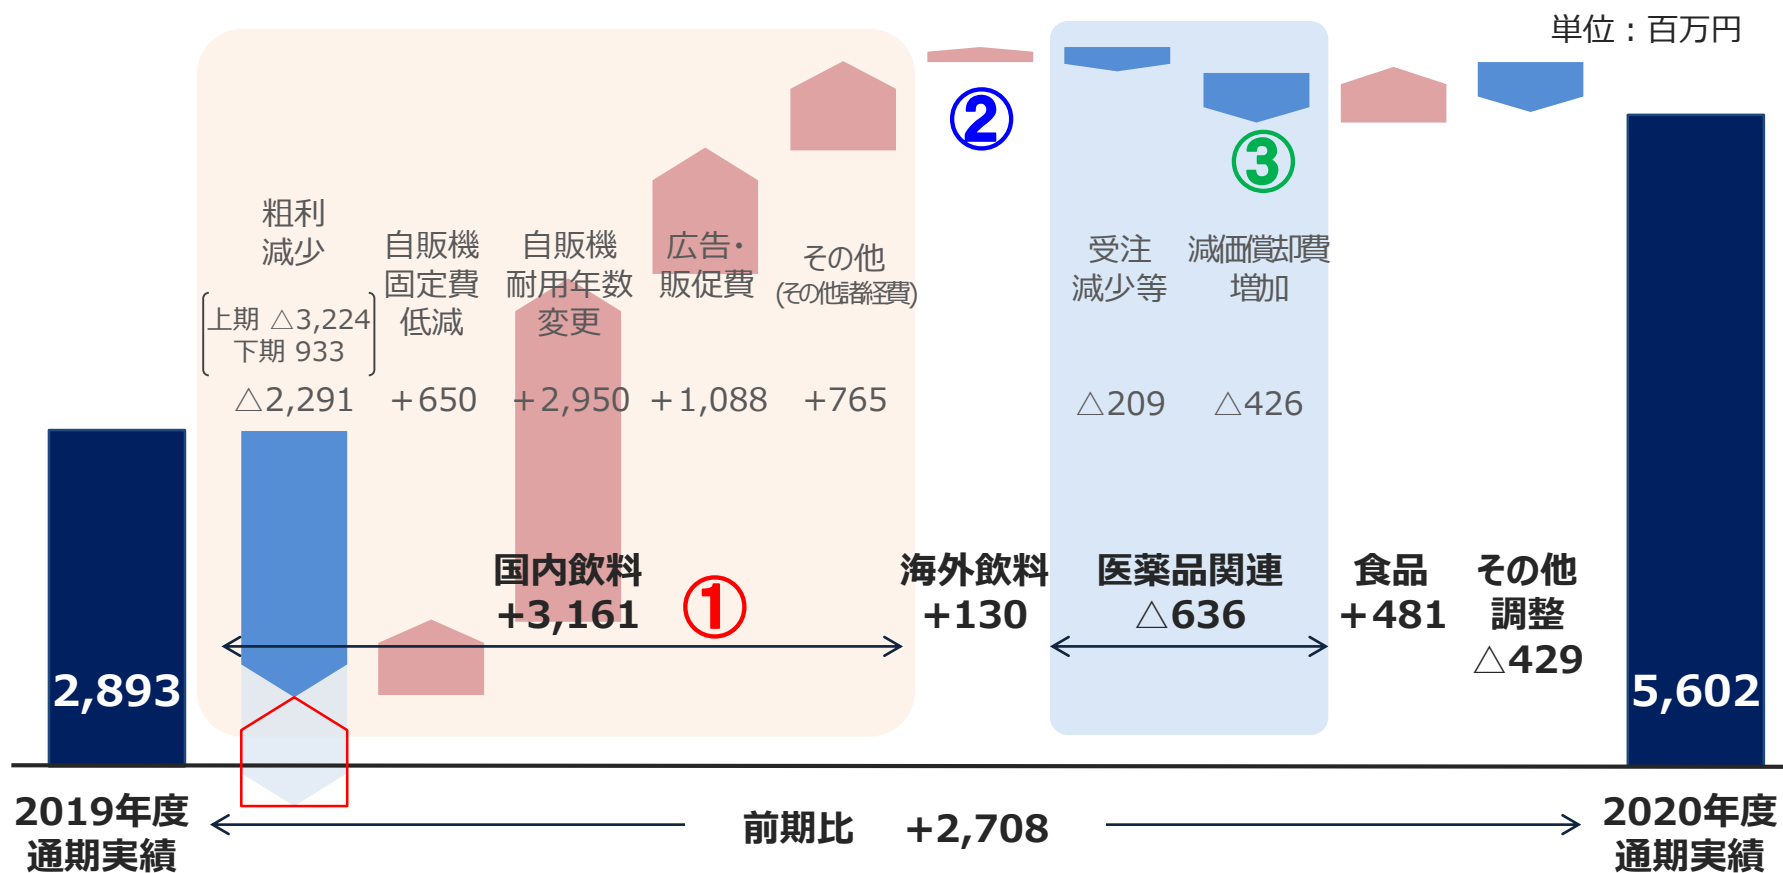 単位：百万円
粗利
減少
上期 △3,224
下期 933
△2,291
自販機
固定費
低減
+650
自販機
耐用年数
変更
+2,950
広告・
販促費
+1,088
その他
(その他諸経費)
+765
国内飲料
+3,161
①
②
海外飲料
+130
受注
減少等
△209
③
減価償却費
増加
△426
医薬品関連
△636
食品
+481
その他
調整
△429
2,893
5,602
2019年度
通期実績
前期比 +2,708
2020年度
通期実績